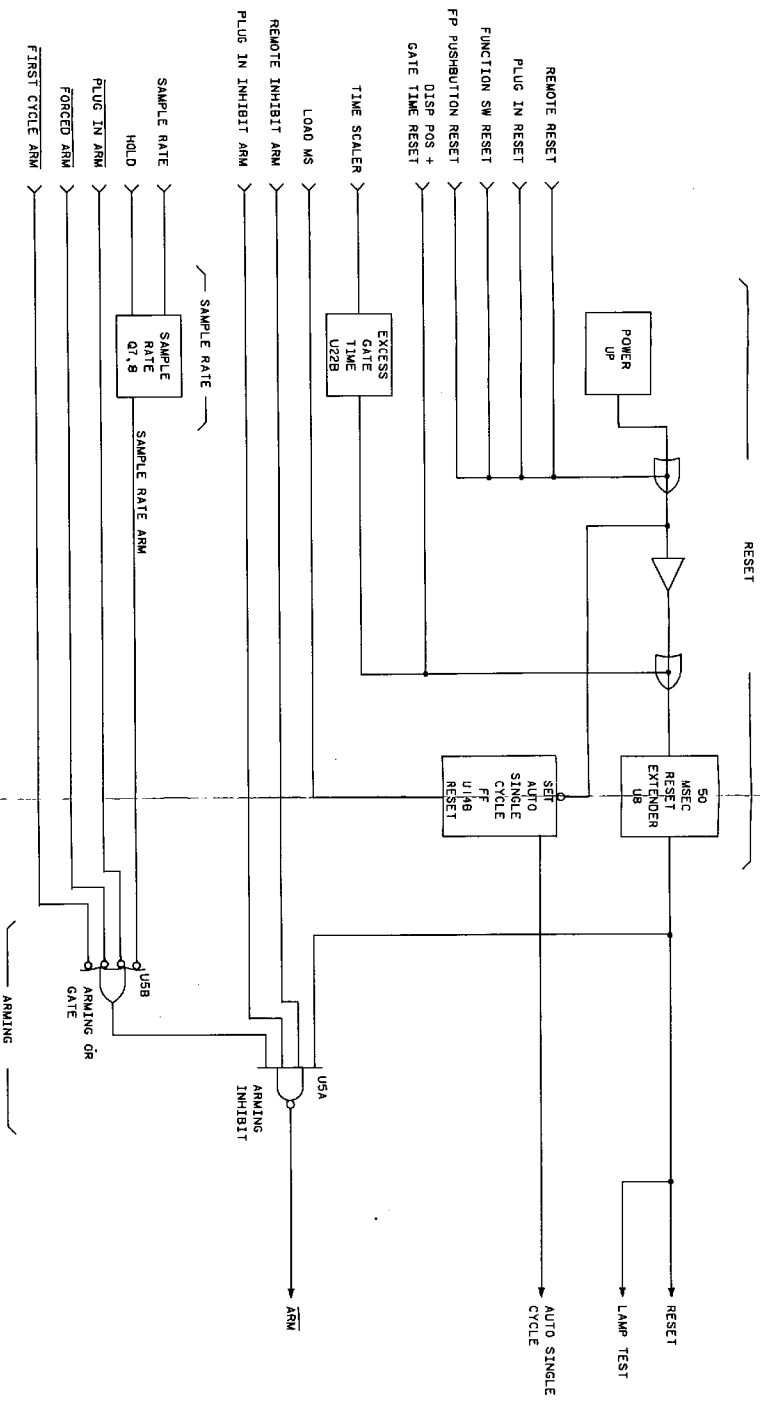 RESET
POWER
UP
REMOTE RESET
PLUG IN RESET
FUNCTION SW RESET
FP PUSHBUTTON RESET
DISP POS +
GATE TIME RESET
TIME SCALER
LOAD MS
REMOTE INHIBIT ARM
PLUG IN INHIBIT ARM
SAMPLE RATE
HOLD
PLUG IN ARM
FORCED ARM
FIRST CYCLE ARM
50
MSEC
RESET
EXTENDER
U8
SET
AUTO
SINGLE
CYCLE
FF
U14B
RESET
EXCESS
GATE
TIME
U22B
SAMPLE RATE
SAMPLE
RATE
Q7,8
SAMPLE RATE ARM
U5A
ARMING
INHIBIT
U5B
ARMING OR
GATE
ARMING
RESET
LAMP TEST
AUTO SINGLE
CYCLE
ARM